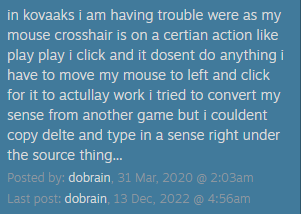 in kovaaks i am having trouble were as my
mouse crosshair is on a certian action like
play play i click and it dosent do anything i
have to move my mouse to left and click
for it to actullay work i tried to convert my
sense from another game but i couldent
copy delte and type in a sense right under
the source thing...
Posted by: dobrain, 31 Mar, 2020 @ 2:03am
Last post: dobrain, 13 Dec, 2022 @ 4:56am